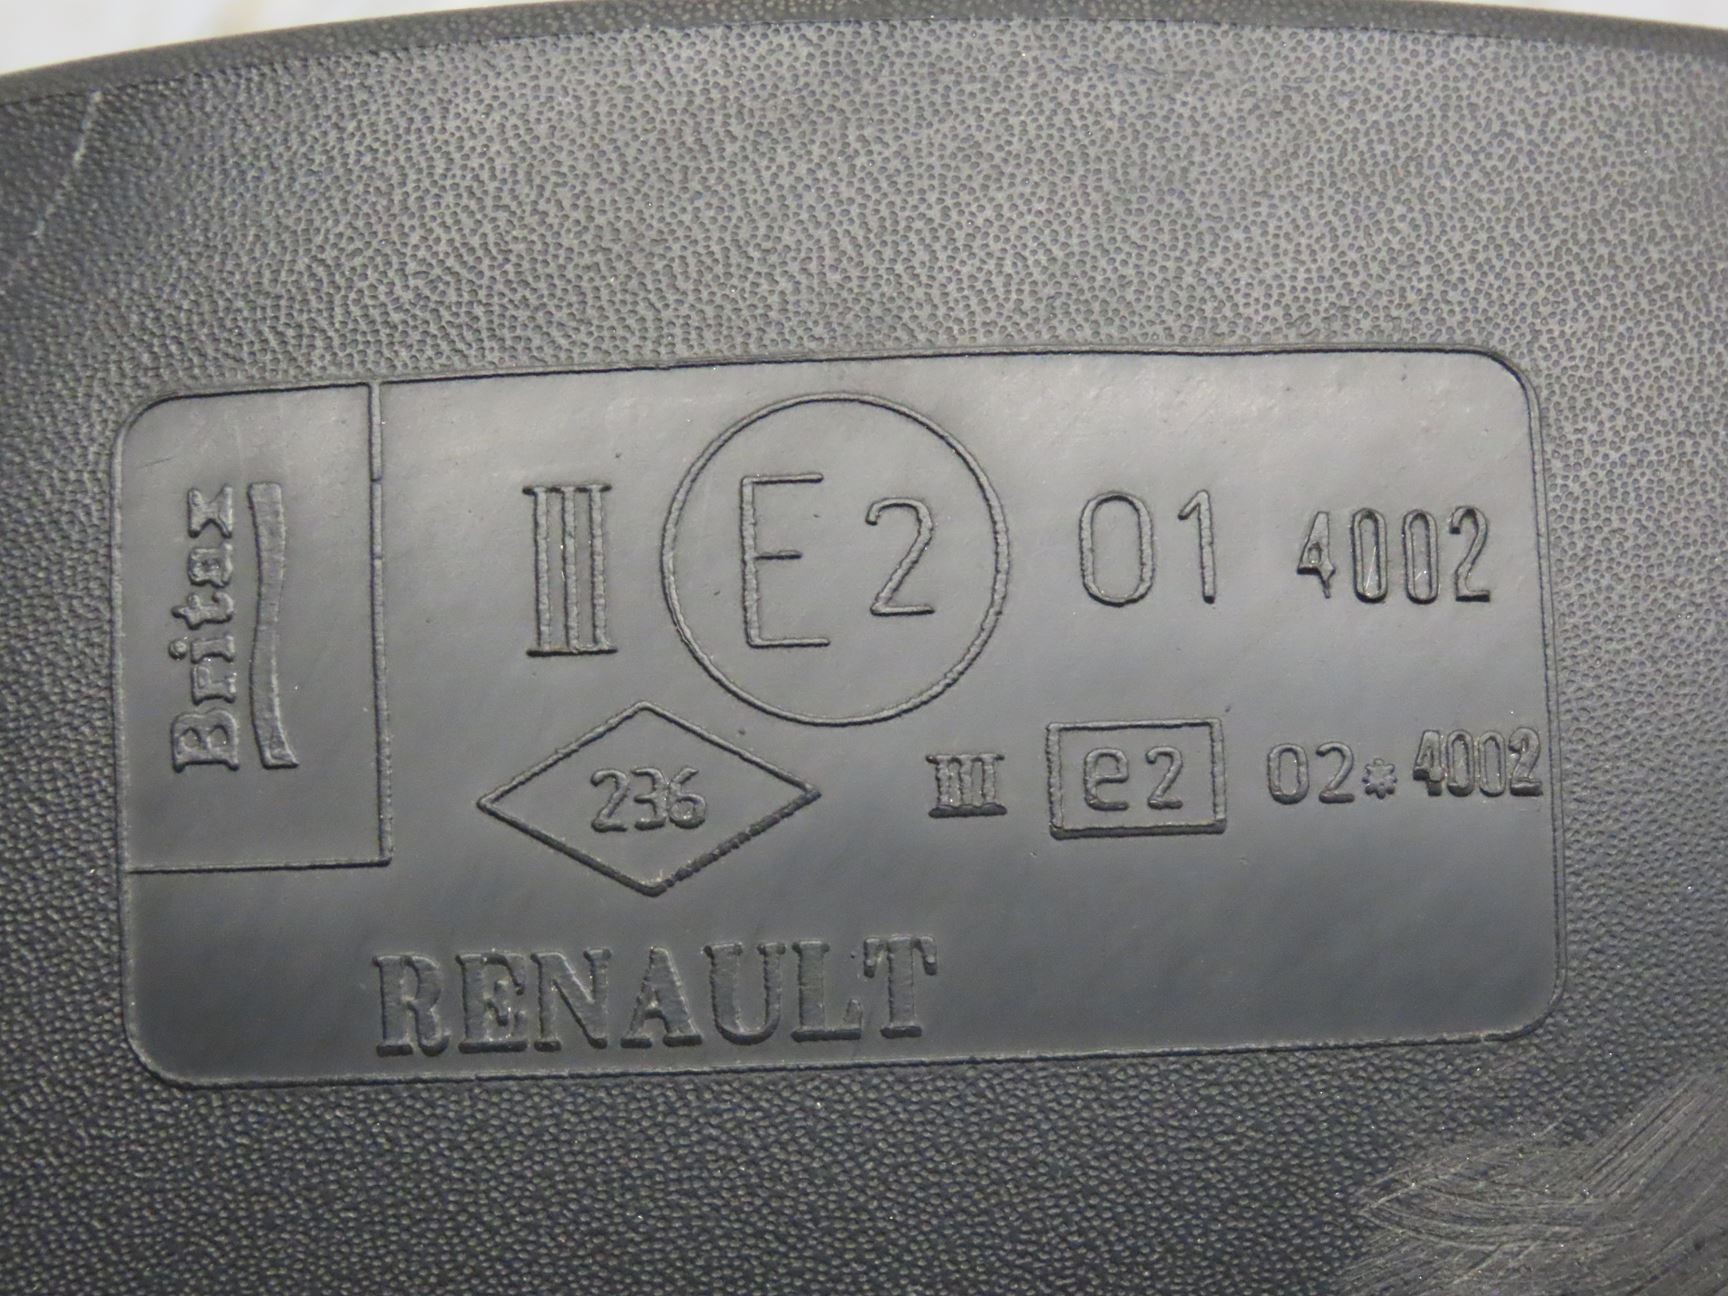 Britax
III E2 01 4002
236 III e2 02*4002
RENAULT